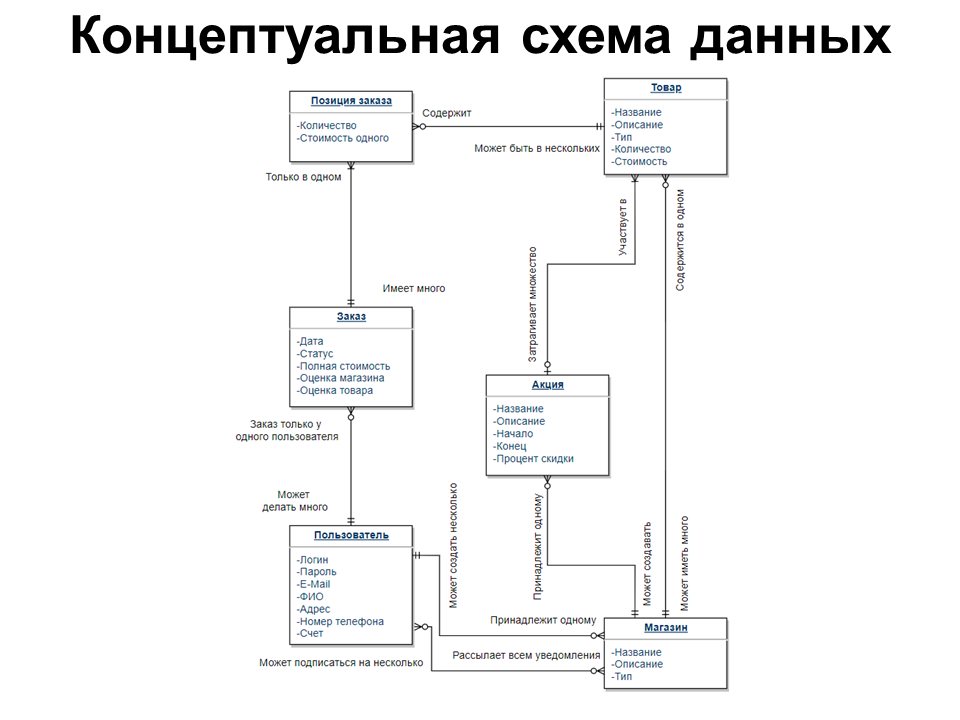 Концептуальная схема данных
Позиция заказа
-Количество
-Стоимость одного
Содержит
Товар
-Название
-Описание
-Тип
-Количество
-Стоимость
Может быть в нескольких
Только в одном
Имеет много
Участвует в
Содержится в одном
Затрагивает множество
Заказ
-Дата
-Статус
-Полная стоимость
-Оценка магазина
-Оценка товара
Акция
-Название
-Описание
-Начало
-Конец
-Процент скидки
Заказ только у
одного пользователя
Может
делать много
Может создать несколько
Принадлежит одному
Может создавать
Может иметь много
Пользователь
-Логин
-Пароль
-E-Mail
-ФИО
-Адрес
-Номер телефона
-Счет
Принадлежит одному
Рассылает всем уведомления
Может подписаться на несколько
Магазин
-Название
-Описание
-Тип